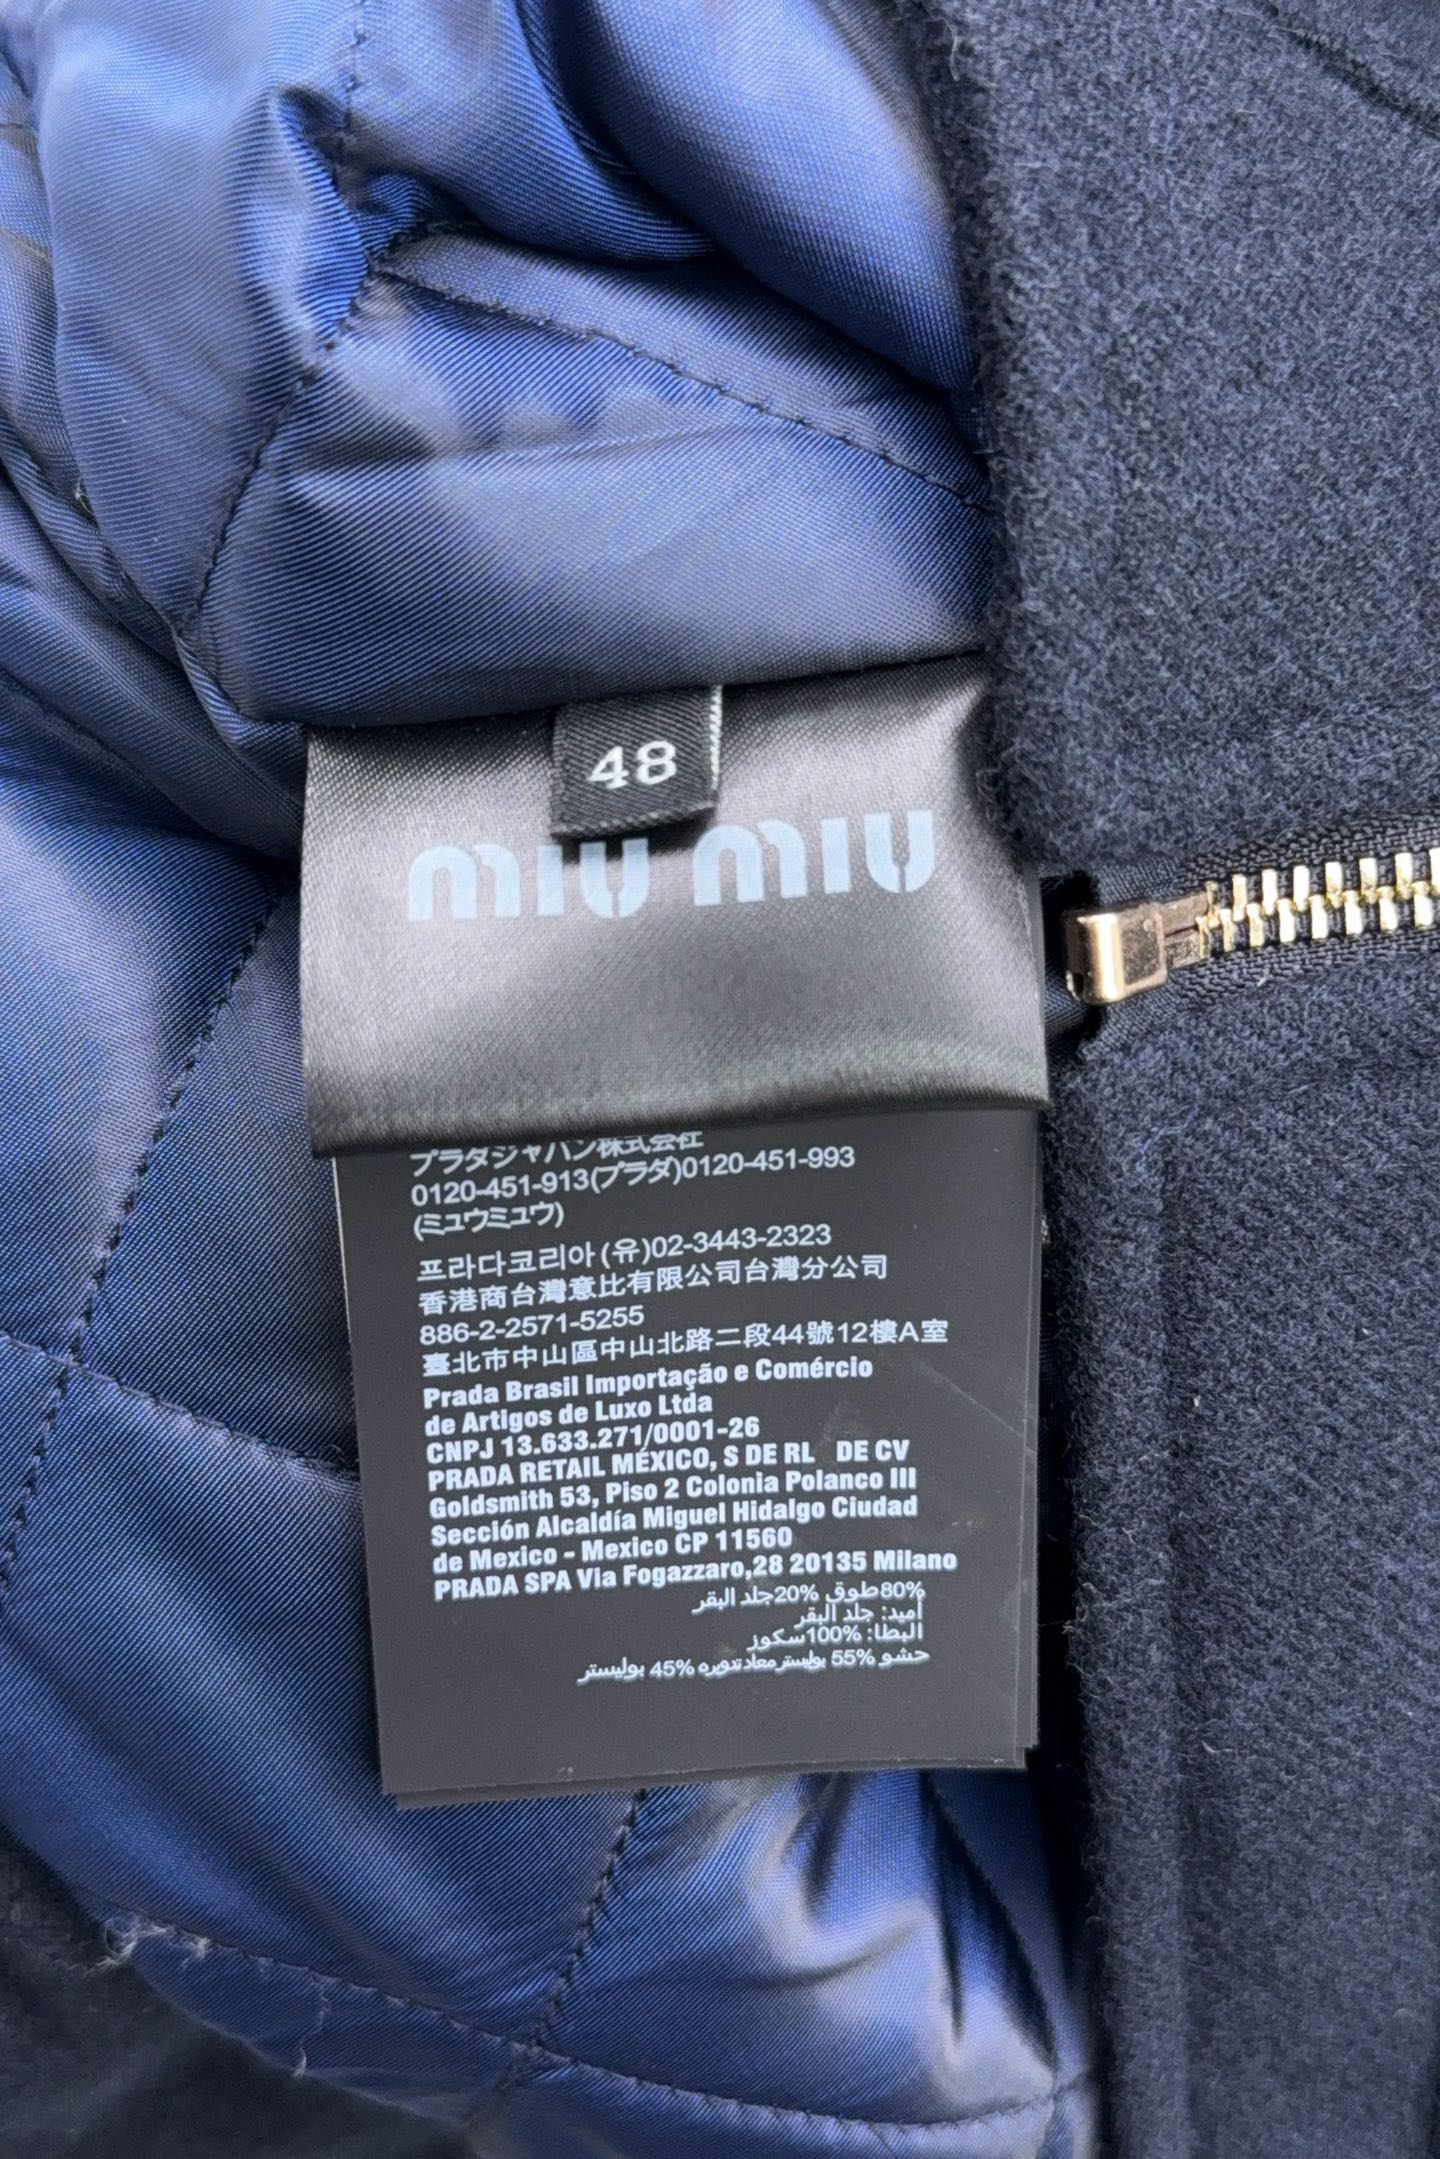 48
miu miu
プラダジャパン株式会社
0120-451-913(プラダ)0120-451-993
(ミュウミュウ)
프라다코리아(유)02-3443-2323
香港商台灣意比有限公司台灣分公司
886-2-2571-5255
臺北市中山區中山北路二段44號12樓A室
Prada Brasil Importação e Comércio
de Artigos de Luxo Ltda
CNPJ 13.633.271/0001-26
PRADA RETAIL MÉXICO, S DE RL DE CV
Goldsmith 53, Piso 2 Colonia Polanco III
Sección Alcaldía Miguel Hidalgo Ciudad
de Mexico - Mexico CP 11560
PRADA SPA Via Fogazzaro,28 20135 Milano
80%طوق 20%جلد البقر
أميد: جلد البقر
البطا: 100%سكوز
حشو 55% بوليستر معاد تدويره 45% بوليستر